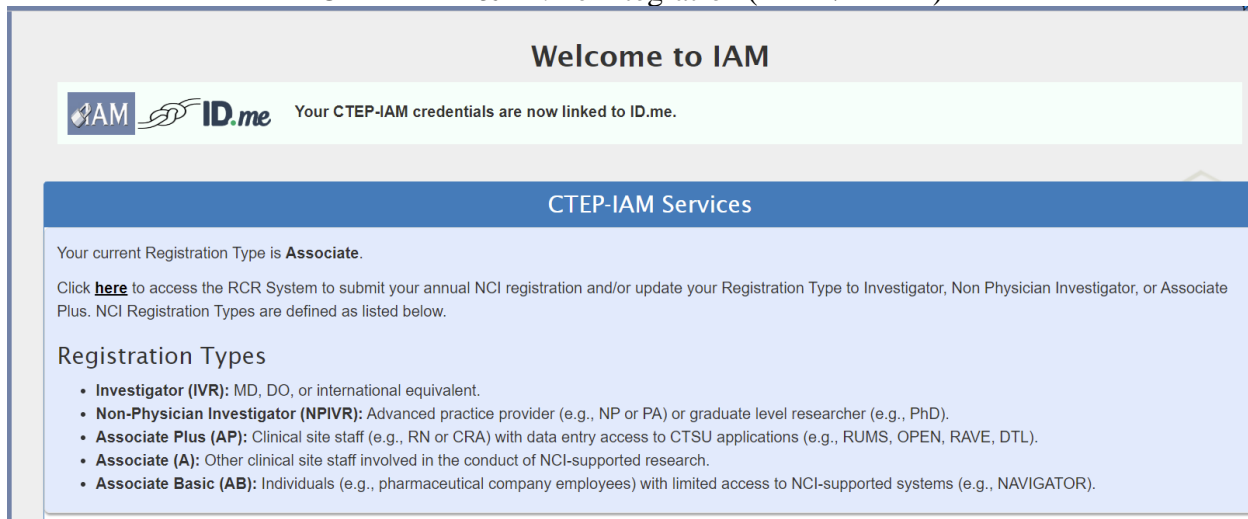 Welcome to IAM
IAM ID.me Your CTEP-IAM credentials are now linked to ID.me.
CTEP-IAM Services
Your current Registration Type is Associate.
Click here to access the RCR System to submit your annual NCI registration and/or update your Registration Type to Investigator, Non Physician Investigator, or Associate
Plus. NCI Registration Types are defined as listed below.
Registration Types
• Investigator (IVR): MD, DO, or international equivalent.
• Non-Physician Investigator (NPIVR): Advanced practice provider (e.g., NP or PA) or graduate level researcher (e.g., PhD).
• Associate Plus (AP): Clinical site staff (e.g., RN or CRA) with data entry access to CTSU applications (e.g., RUMS, OPEN, RAVE, DTL).
• Associate (A): Other clinical site staff involved in the conduct of NCI-supported research.
• Associate Basic (AB): Individuals (e.g., pharmaceutical company employees) with limited access to NCI-supported systems (e.g., NAVIGATOR).